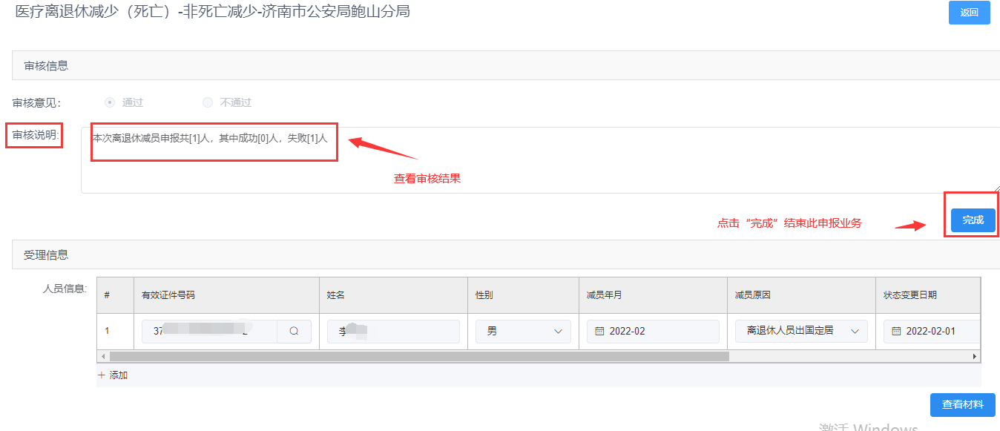 医疗离退休减少（死亡）-非死亡减少-济南市公安局鲍山分局
返回
审核信息
审核意见：
通过
不通过
审核说明:
本次离退休减员申报共[1]人，其中成功[0]人，失败[1]人
查看审核结果
点击“完成”结束此申报业务
完成
受理信息
人员信息:
# 有效证件号码 姓名 性别 减员年月 减员原因 状态变更日期
1 37 李 男 2022-02 离退休人员出国定居 2022-02-01
+ 添加
查看材料
激活 Windows